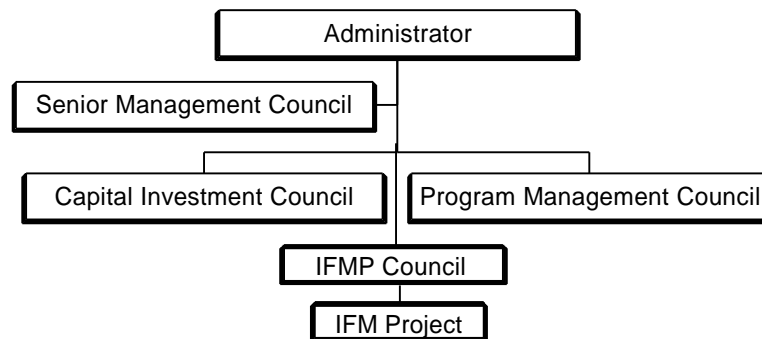 Administrator
Senior Management Council
Capital Investment Council
Program Management Council
IFMP Council
IFM Project